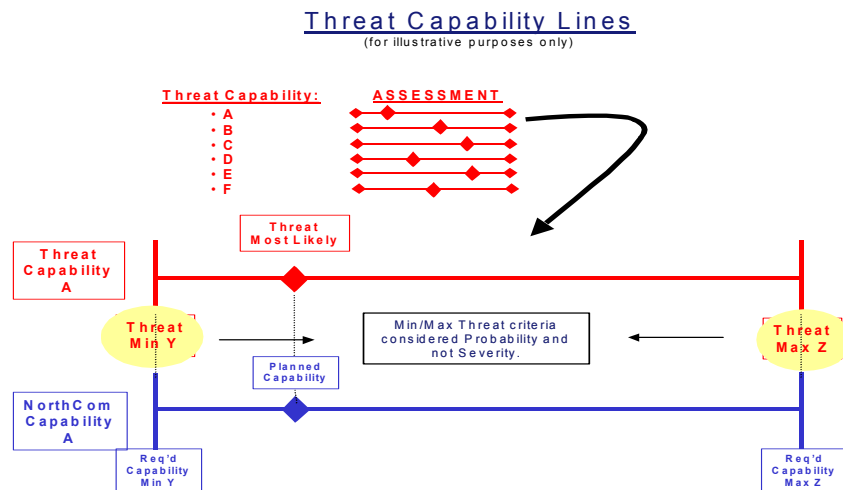 Threat Capability Lines
(for illustrative purposes only)
Threat Capability:
ASSESSMENT
• A
• B
• C
• D
• E
• F
Threat
Most Likely
Threat
Capability
A
Threat
Min Y
Min/Max Threat criteria
considered Probability and
not Severity.
Threat
Max Z
Planned
Capability
NorthCom
Capability
A
Req'd
Capability
Min Y
Req'd
Capability
Max Z